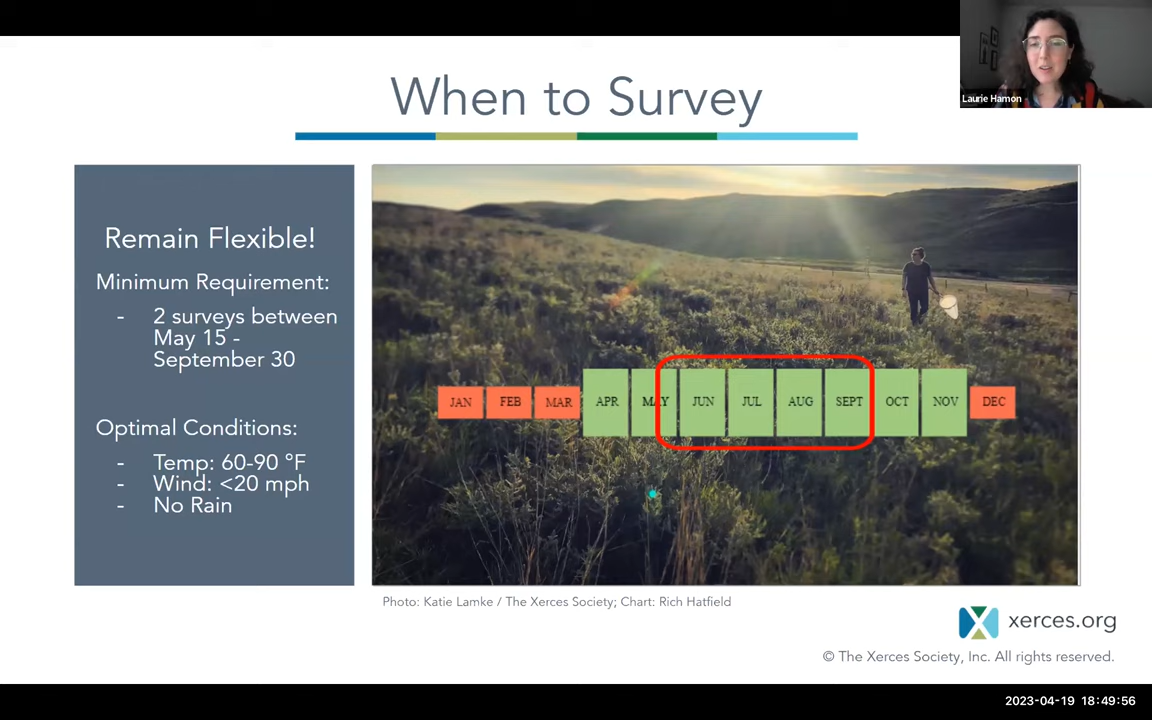 Laurie Hamon
When to Survey
Remain Flexible!
Minimum Requirement:
- 2 surveys between
May 15 -
September 30
Optimal Conditions:
- Temp: 60-90 °F
- Wind: <20 mph
- No Rain
JAN FEB MAR APR MAY JUN JUL AUG SEPT OCT NOV DEC
Photo: Katie Lamke / The Xerces Society; Chart: Rich Hatfield
xerces.org
© The Xerces Society, Inc. All rights reserved.
2023-04-19 18:49:56